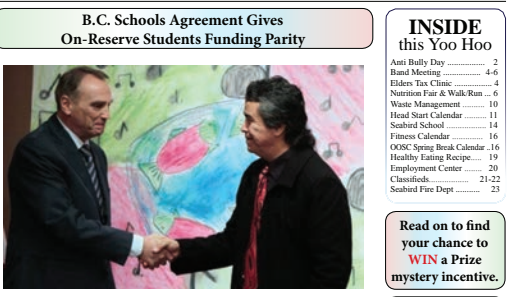 B.C. Schools Agreement Gives
On-Reserve Students Funding Parity
INSIDE
this Yoo Hoo
Anti Bully Day ................. 2
Band Meeting ................. 4-6
Elders Tax Clinic ................. 4
Nutrition Fair & Walk/Run ... 6
Waste Management .......... 10
Head Start Calendar .......... 11
Seabird School .................. 14
Fitness Calendar ............... 16
OOSC Spring Break Calendar ..16
Healthy Eating Recipe..... 19
Employment Center ........ 20
Classifieds................... 21-22
Seabird Fire Dept ........... 23
Read on to find
your chance to
WIN a Prize
mystery incentive.